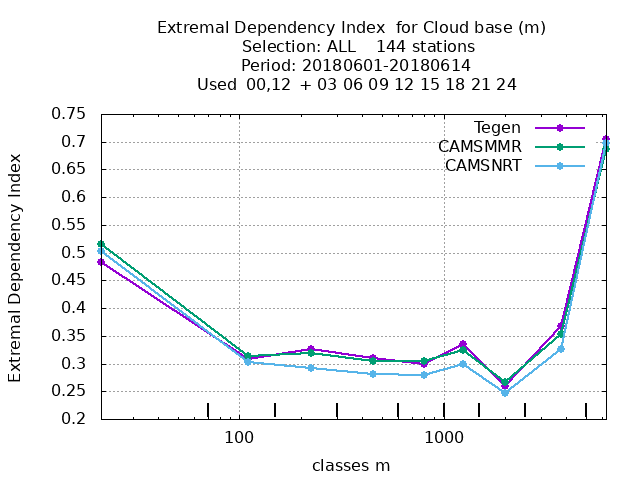 Extremal Dependency Index  for Cloud base (m)
Selection: ALL    144 stations
Period: 20180601-20180614
Used  00,12  + 03 06 09 12 15 18 21 24
Tegen
CAMSMMR
CAMSNRT
Extremal Dependency Index
0.75
0.7
0.65
0.6
0.55
0.5
0.45
0.4
0.35
0.3
0.25
0.2
100
1000
classes m